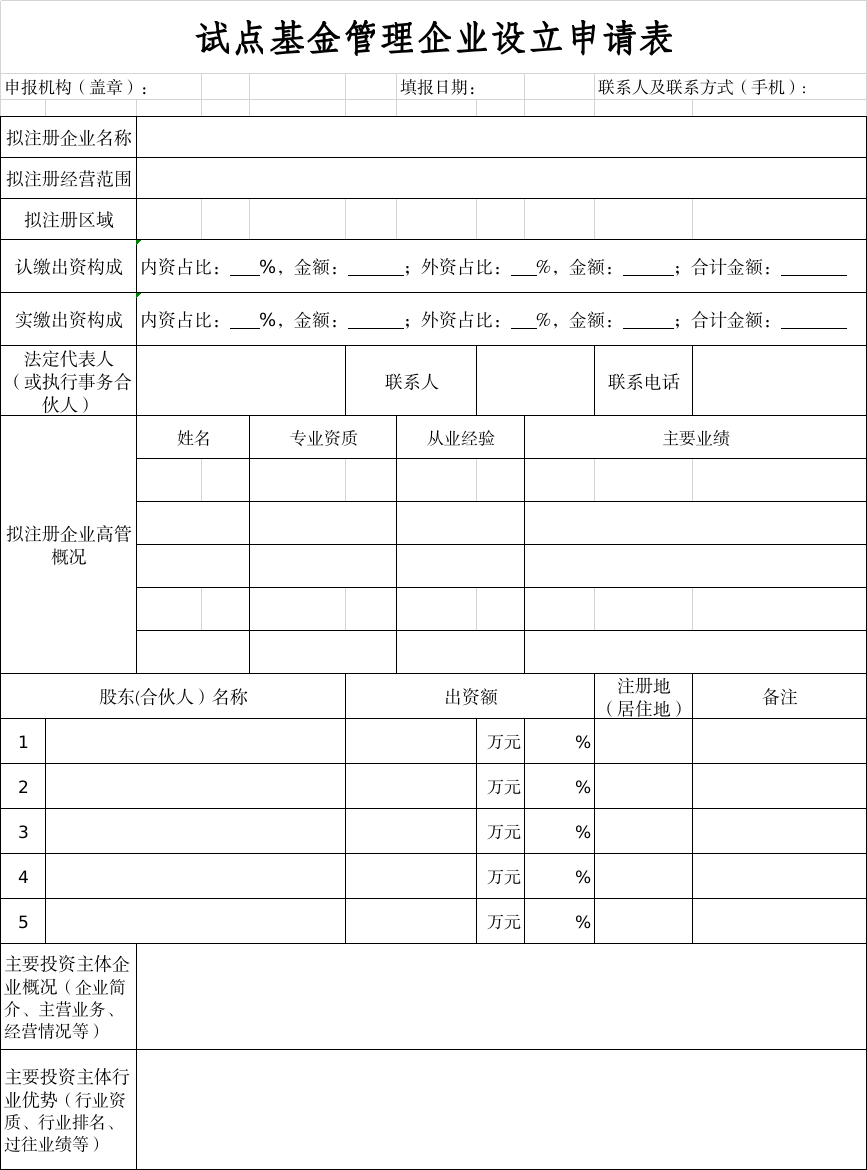 试点基金管理企业设立申请表
申报机构（盖章）： 填报日期： 联系人及联系方式（手机）：
拟注册企业名称
拟注册经营范围
拟注册区域
认缴出资构成 内资占比：___%，金额：______；外资占比：___%，金额：_____；合计金额：_______
实缴出资构成 内资占比：___%，金额：______；外资占比：___%，金额：_____；合计金额：_______
法定代表人
（或执行事务合
伙人）
联系人 联系电话
拟注册企业高管
概况
姓名 专业资质 从业经验 主要业绩
股东(合伙人）名称 出资额 注册地
（居住地）
备注
1 万元 %
2 万元 %
3 万元 %
4 万元 %
5 万元 %
主要投资主体企
业概况（企业简
介、主营业务、
经营情况等）
主要投资主体行
业优势（行业资
质、行业排名、
过往业绩等）